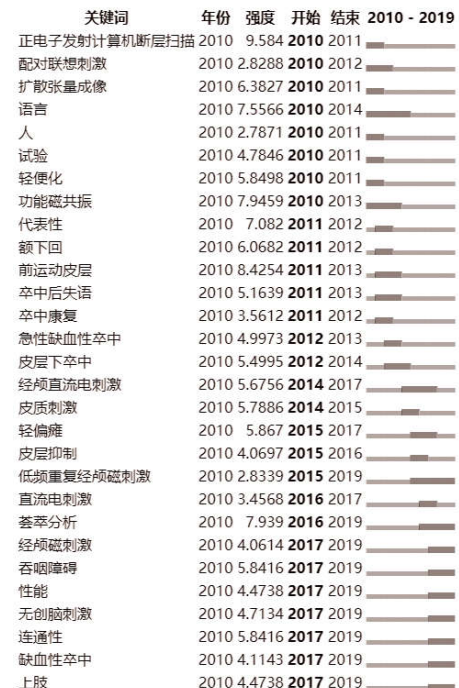 关键词 年份 强度 开始 结束 2010 - 2019
正电子发射计算机断层扫描 2010 9.584 2010 2011
配对联想刺激 2010 2.8288 2010 2012
扩散张量成像 2010 6.3827 2010 2011
语言 2010 7.5566 2010 2014
人 2010 2.7871 2010 2011
试验 2010 4.7846 2010 2011
轻便化 2010 5.8498 2010 2011
功能磁共振 2010 7.9459 2010 2013
代表性 2010 7.082 2011 2012
额下回 2010 6.0682 2011 2012
前运动皮层 2010 8.4254 2011 2013
卒中后失语 2010 5.1639 2011 2013
卒中康复 2010 3.5612 2011 2012
急性缺血性卒中 2010 4.9973 2012 2013
皮层下卒中 2010 5.4995 2012 2014
经颅直流电刺激 2010 5.6756 2014 2017
皮质刺激 2010 5.7886 2014 2015
轻偏瘫 2010 5.867 2015 2017
皮层抑制 2010 4.0697 2015 2016
低频重复经颅磁刺激 2010 2.8339 2015 2019
直流电刺激 2010 3.4568 2016 2017
荟萃分析 2010 7.939 2016 2019
经颅磁刺激 2010 4.0614 2017 2019
吞咽障碍 2010 5.8416 2017 2019
性能 2010 4.4738 2017 2019
无创脑刺激 2010 4.7134 2017 2019
连通性 2010 5.8416 2017 2019
缺血性卒中 2010 4.1143 2017 2019
上肢 2010 4.4738 2017 2019